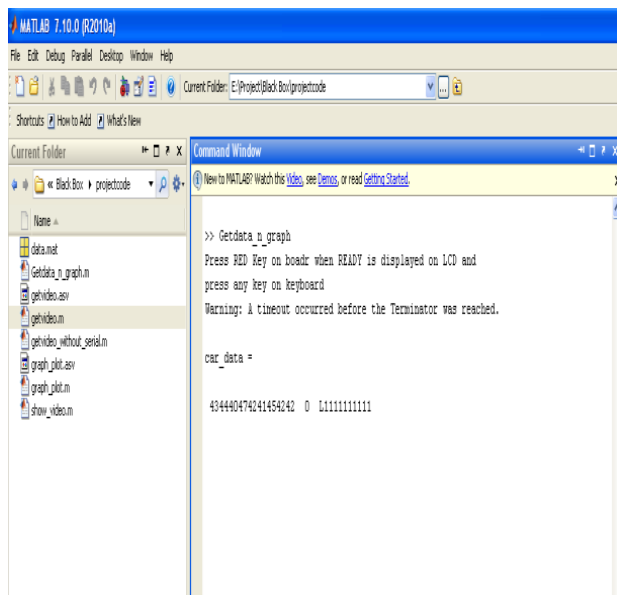 MATLAB 7.10.0 (R2010a)
File Edit Debug Parallel Desktop Window Help
Current Folder: E:\Project\Black Box\projectcode
Shortcuts How to Add What's New
Current Folder
« Black Box projectcode
Name
data.mat
Getdata_n_graph.m
getvideo.asv
getvideo.m
getvideo_without_serial.m
graph_plot.asv
graph_plot.m
show_video.m
Command Window
New to MATLAB? Watch this Video, see Demos, or read Getting Started.
>> Getdata_n_graph
Press RED Key on boadr when READY is displayed on LCD and
press any key on keyboard
Warning: A timeout occurred before the Terminator was reached.
car_data =
434440474241454242 0 L1111111111